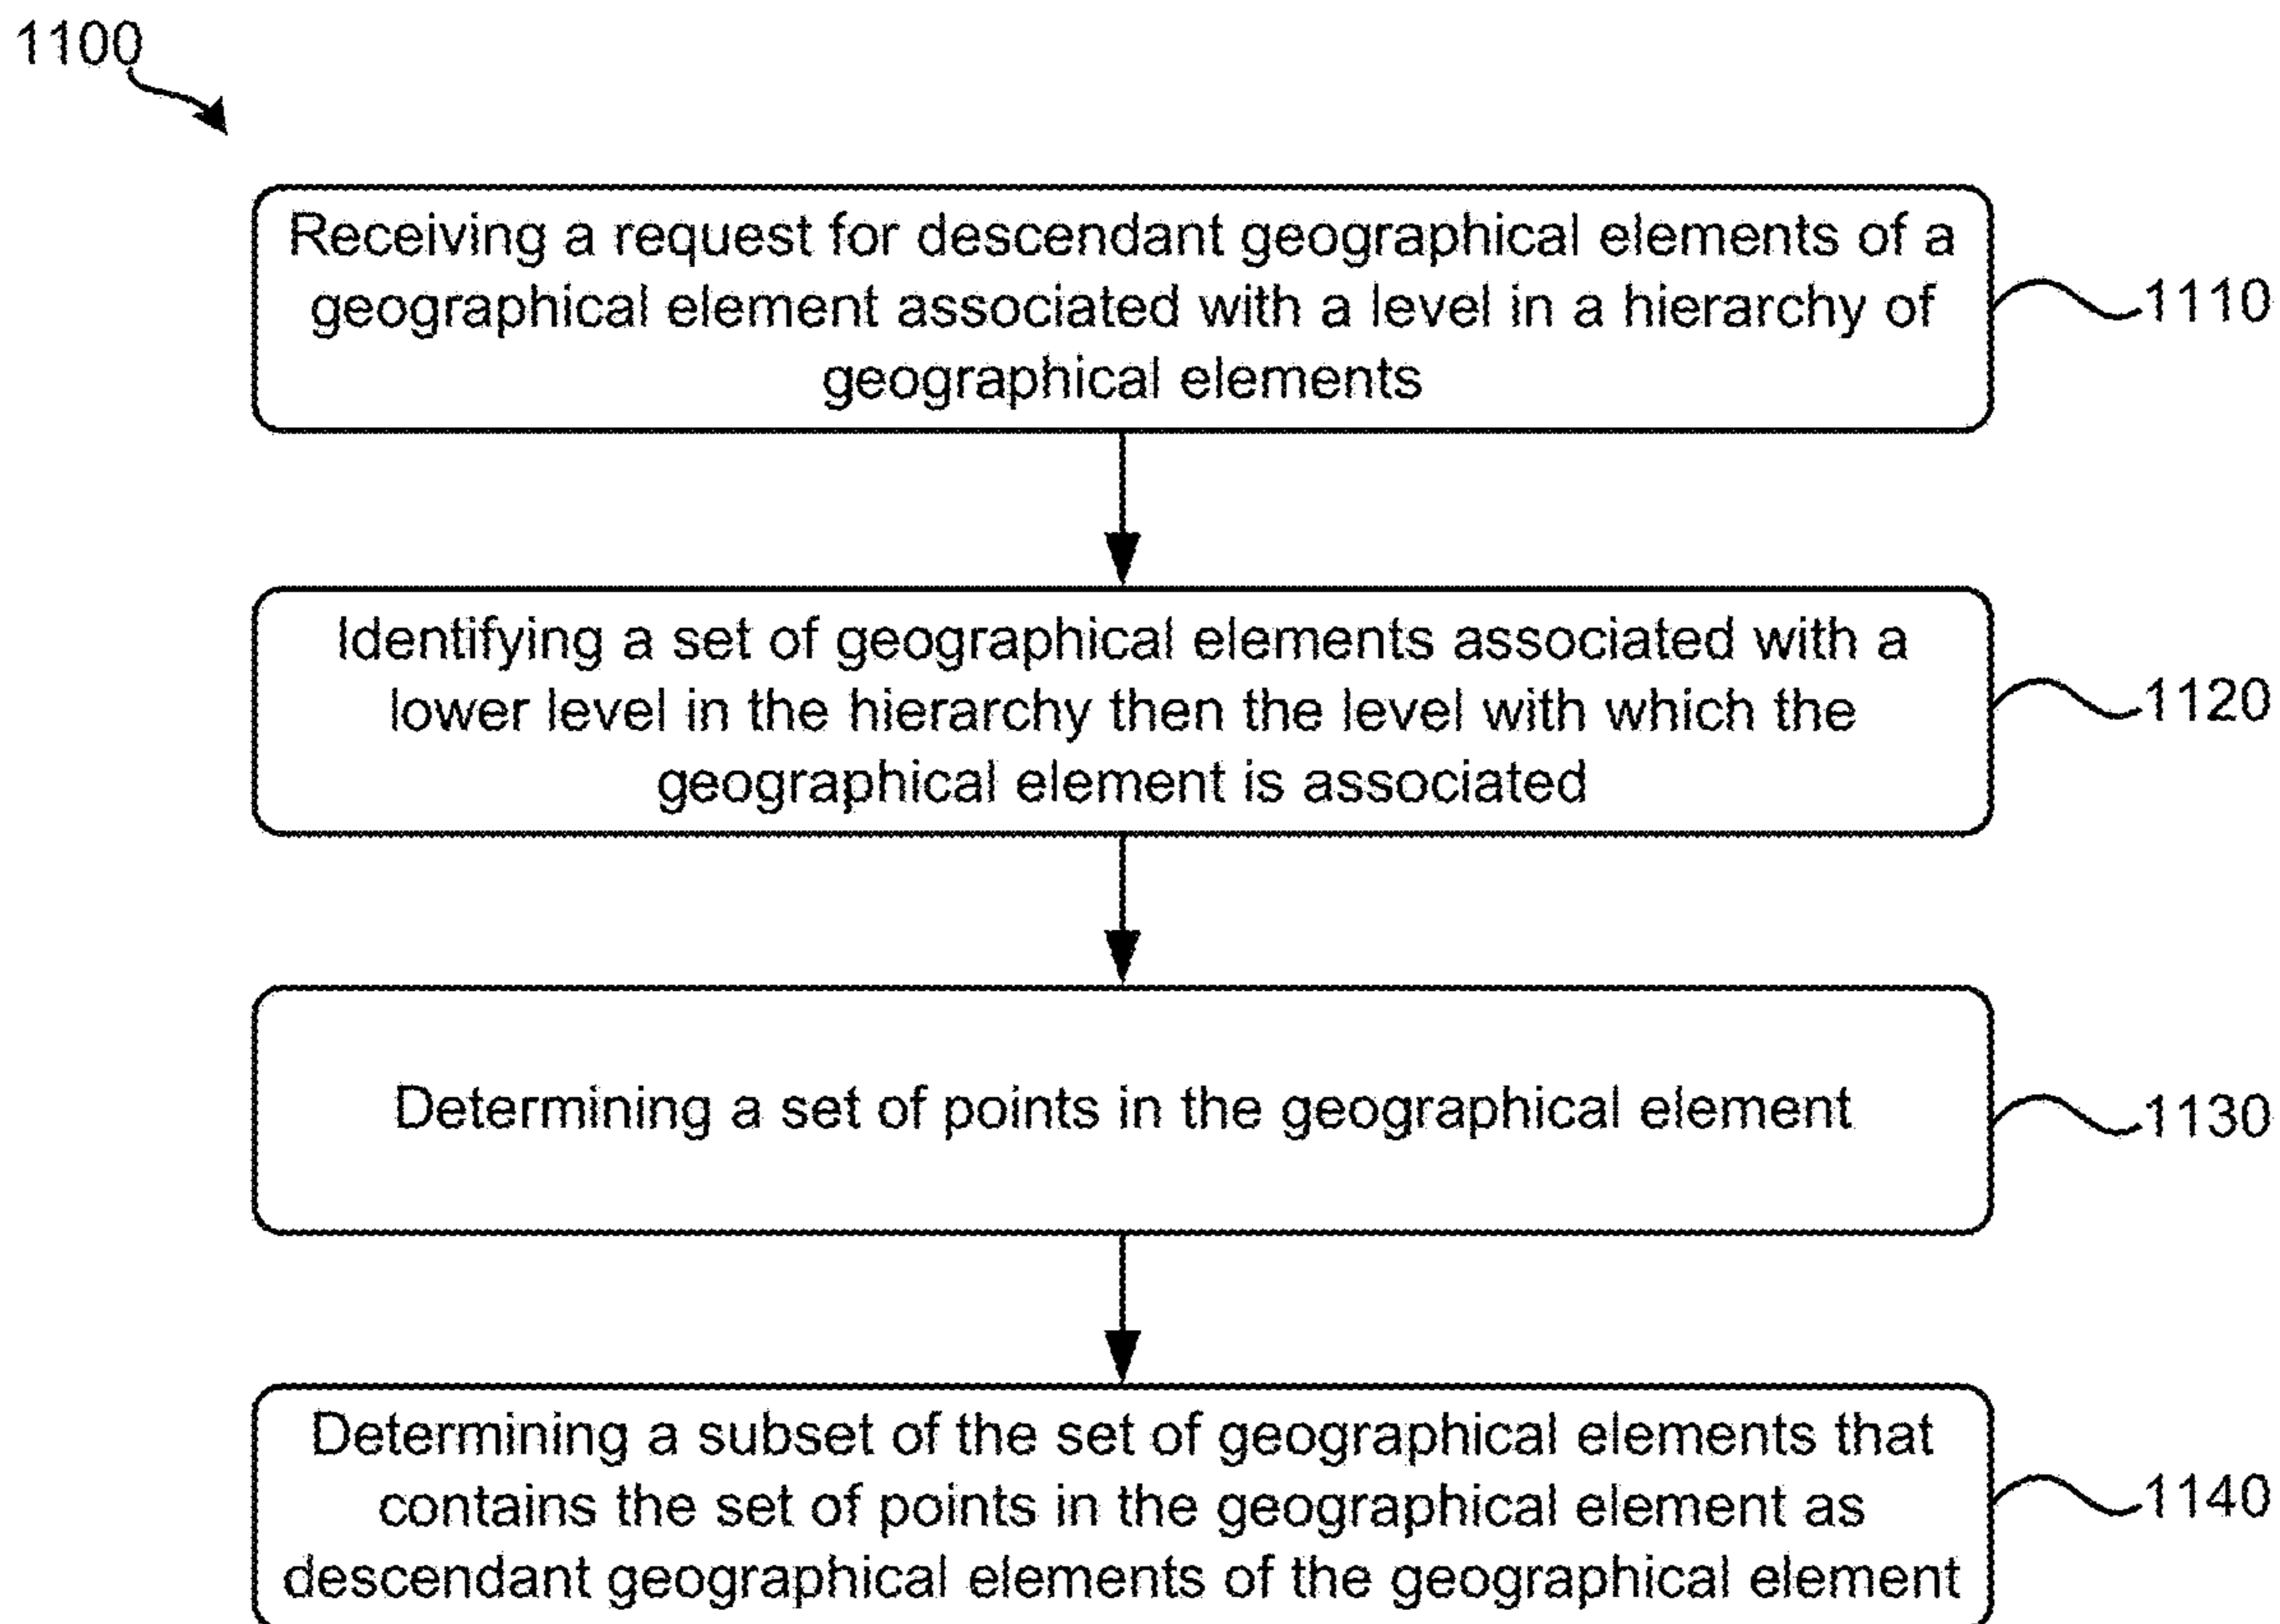 1100
Receiving a request for descendant geographical elements of a
geographical element associated with a level in a hierarchy of
geographical elements
1110
Identifying a set of geographical elements associated with a
lower level in the hierarchy then the level with which the
geographical element is associated
1120
Determining a set of points in the geographical element
1130
Determining a subset of the set of geographical elements that
contains the set of points in the geographical element as
descendant geographical elements of the geographical element
1140